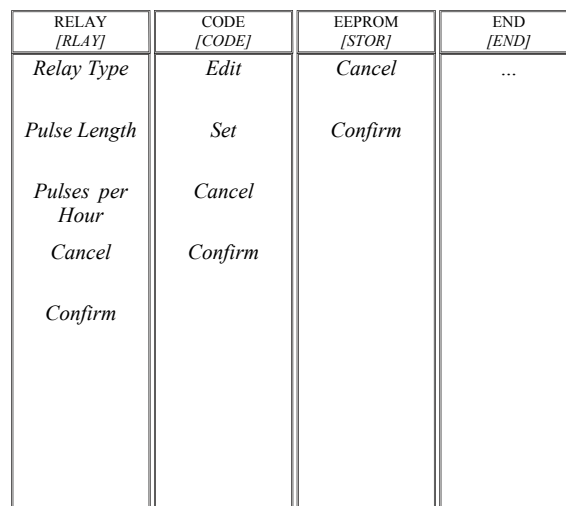 RELAY CODE EEPROM END
[RLAY] [CODE] [STOR] [END]
Relay Type Edit Cancel ...
Pulse Length Set Confirm
Pulses per Cancel
Hour
Cancel Confirm
Confirm